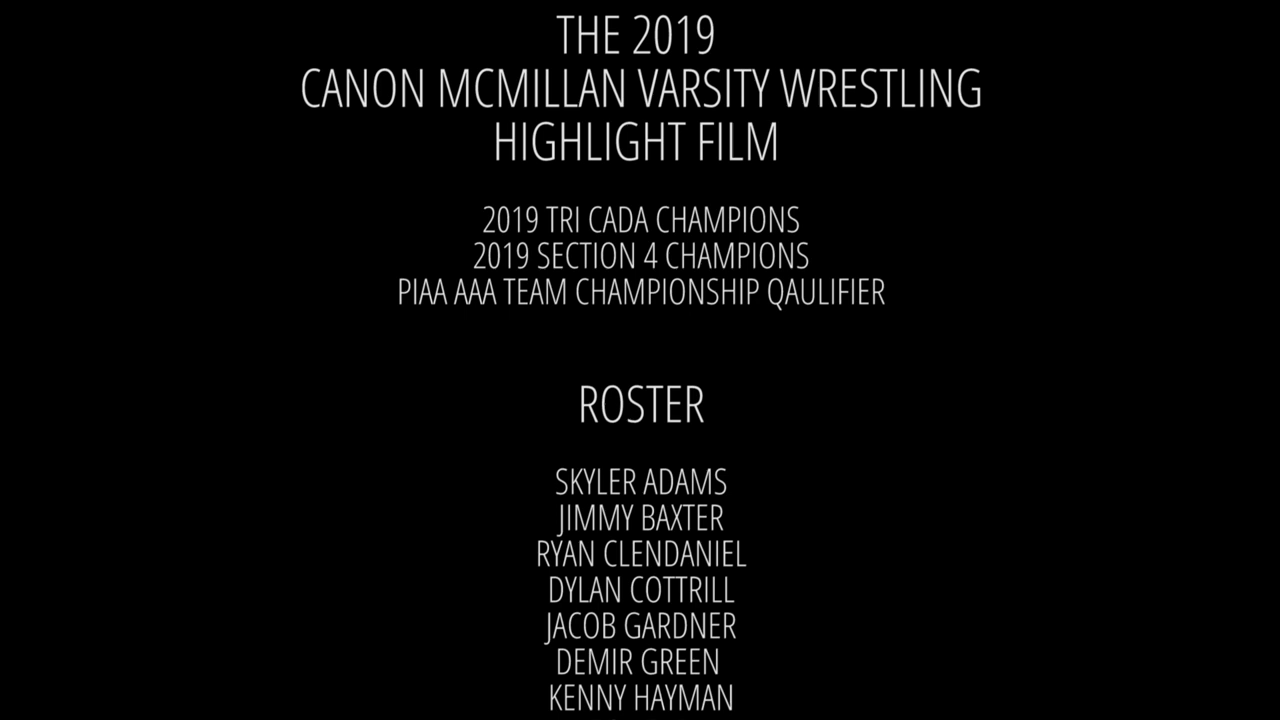 THE 2019
CANON MCMILLAN VARSITY WRESTLING
HIGHLIGHT FILM
2019 TRI CADA CHAMPIONS
2019 SECTION 4 CHAMPIONS
PIAA AAA TEAM CHAMPIONSHIP QAULIFIER
ROSTER
SKYLER ADAMS
JIMMY BAXTER
RYAN CLENDANIEL
DYLAN COTTRILL
JACOB GARDNER
DEMIR GREEN
KENNY HAYMAN